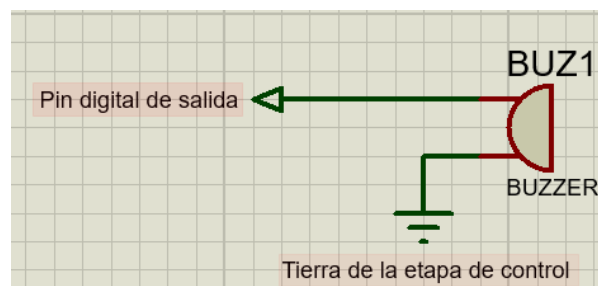 BUZ1
Pin digital de salida
BUZZER
Tierra de la etapa de control